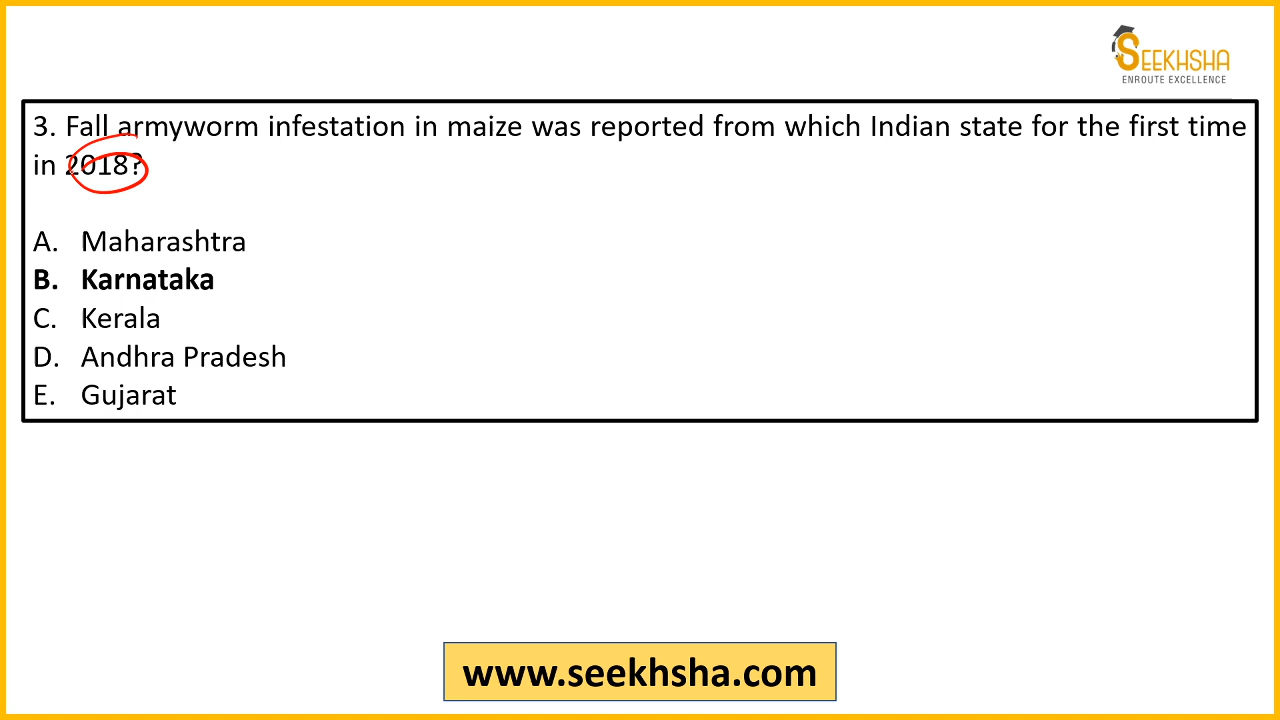 SEEKHSHA
ENROUTE EXCELLENCE
3. Fall armyworm infestation in maize was reported from which Indian state for the first time
in 2018?
A. Maharashtra
B. Karnataka
C. Kerala
D. Andhra Pradesh
E. Gujarat
www.seekhsha.com